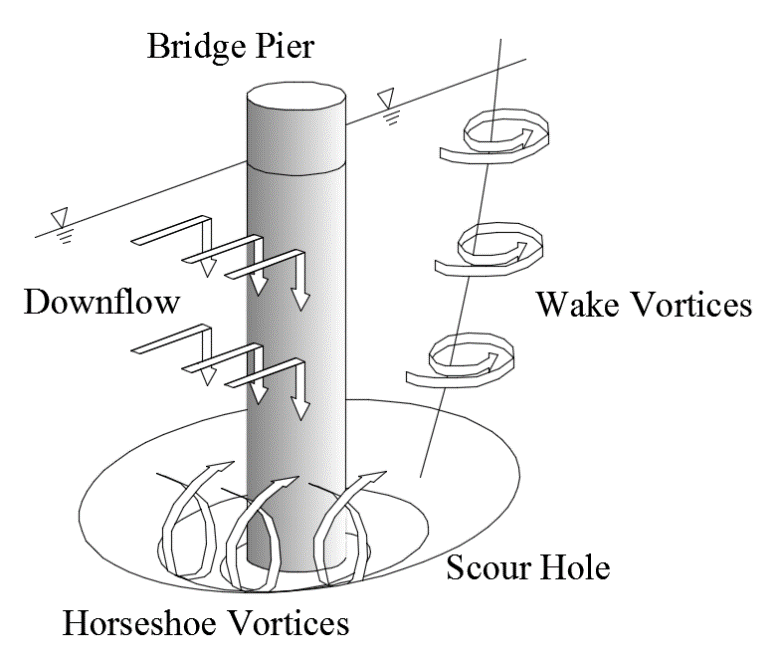 Bridge Pier
Downflow
Wake Vortices
Scour Hole
Horseshoe Vortices